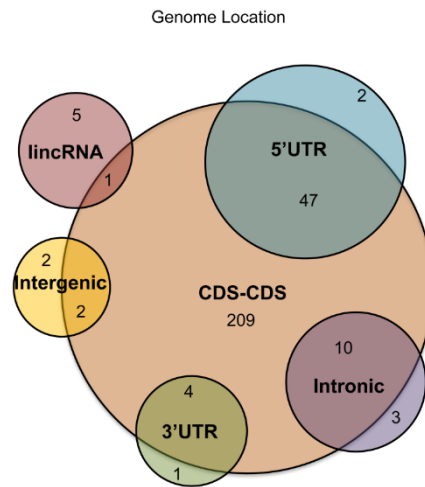 Genome Location
5
2
lincRNA
5'UTR
1
47
2
Intergenic
CDS-CDS
2
209
10
4
Intronic
3
3'UTR
1